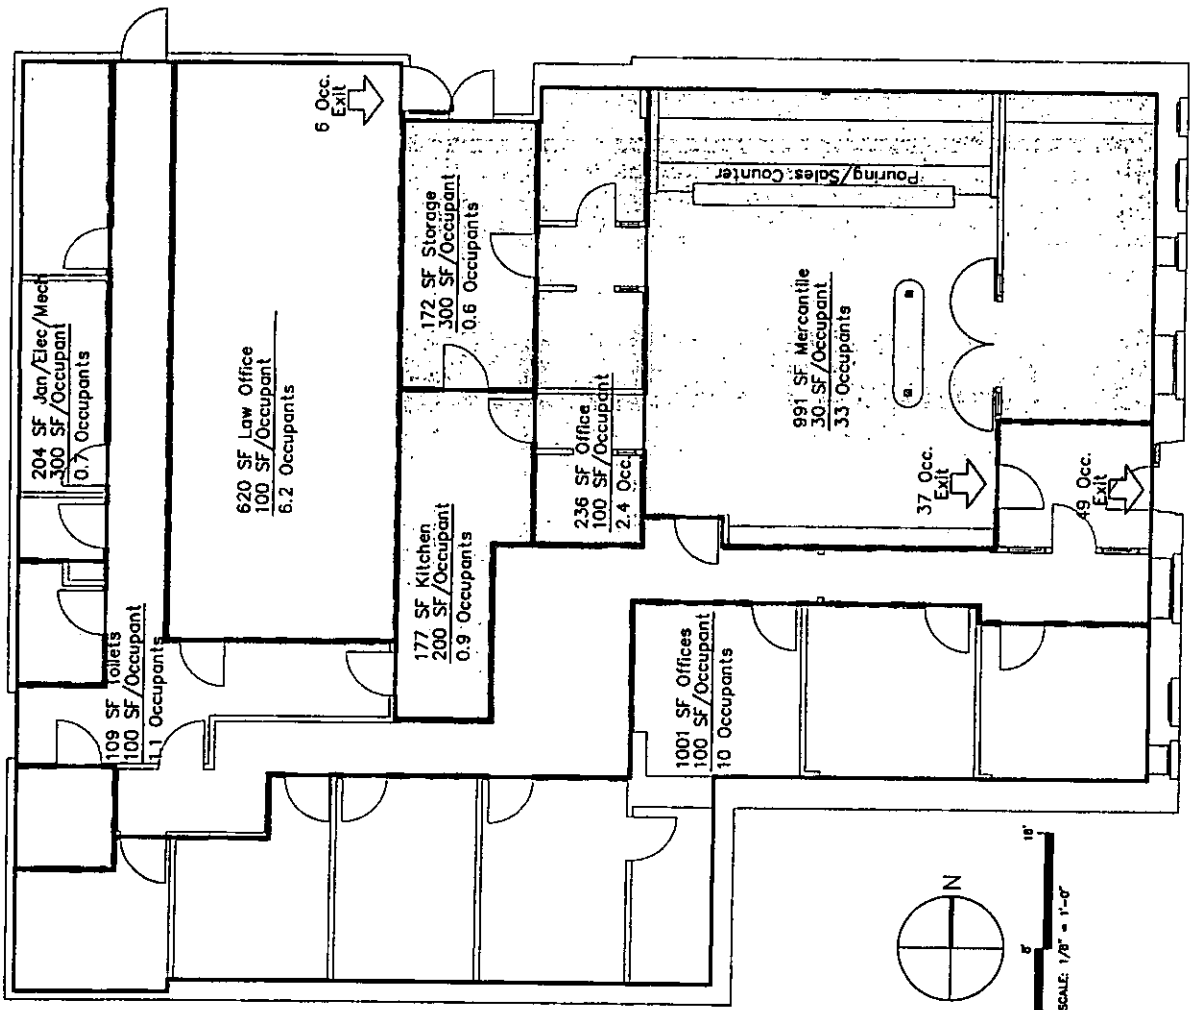 6 Occ.
Exit
204 SF Jan/Elec/Mech
300 SF/Occupant
0.7 Occupants
620 SF Law Office
100 SF/Occupant
6.2 Occupants
172 SF Storage
300 SF/Occupant
0.6 Occupants
Pouring/Sales Counter
991 SF Mercantile
30 SF/Occupant
33 Occupants
236 SF Office
100 SF/Occupant
2.4 Occ.
177 SF Kitchen
200 SF/Occupant
0.9 Occupants
37 Occ.
Exit
49 Occ.
Exit
109 SF Toilets
100 SF/Occupant
1.1 Occupants
1001 SF Offices
100 SF/Occupant
10 Occupants
N
8'
16'
SCALE: 1/8" = 1'-0"